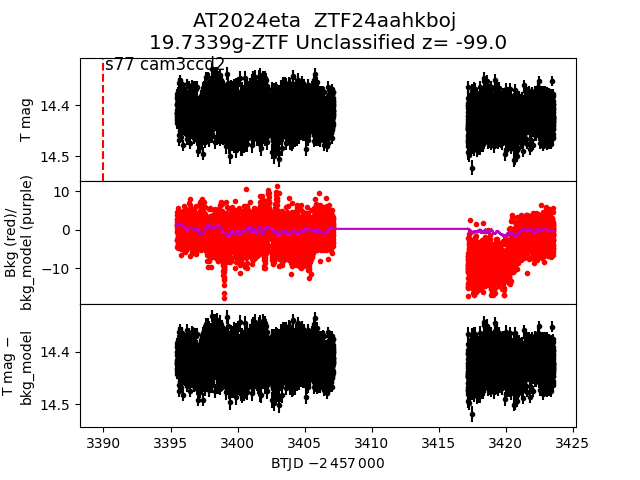 AT2024eta  ZTF24aahkboj
19.7339g-ZTF Unclassified z= -99.0
s77 cam3ccd2
T mag
14.4
14.5
Bkg (red)/
bkg_model (purple)
10
0
−10
T mag −
bkg_model
14.4
14.5
3390 3395 3400 3405 3410 3415 3420 3425
BTJD −2 457 000